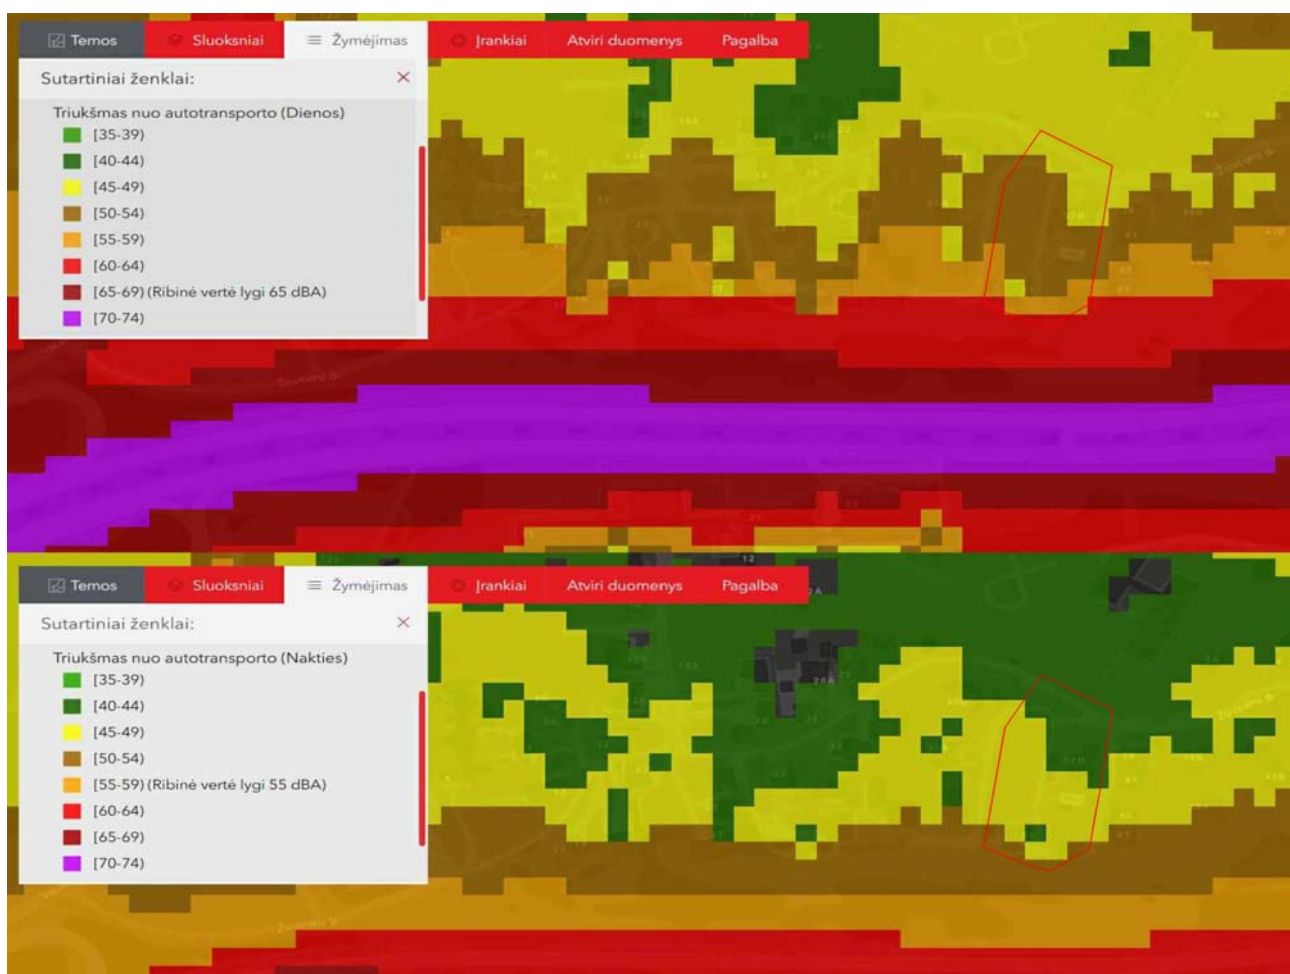 Temos Sluoksniai Žymėjimas Įrankiai Atviri duomenys Pagalba
Sutartiniai ženklai:
Triukšmas nuo autotransporto (Dienos)
[35-39)
[40-44)
[45-49)
[50-54)
[55-59)
[60-64)
[65-69) (Ribinė vertė lygi 65 dBA)
[70-74)
Temos Sluoksniai Žymėjimas Įrankiai Atviri duomenys Pagalba
12
Sutartiniai ženklai:
Triukšmas nuo autotransporto (Nakties)
[35-39)
[40-44)
[45-49)
[50-54)
[55-59) (Ribinė vertė lygi 55 dBA)
[60-64)
[65-69)
[70-74)
20A